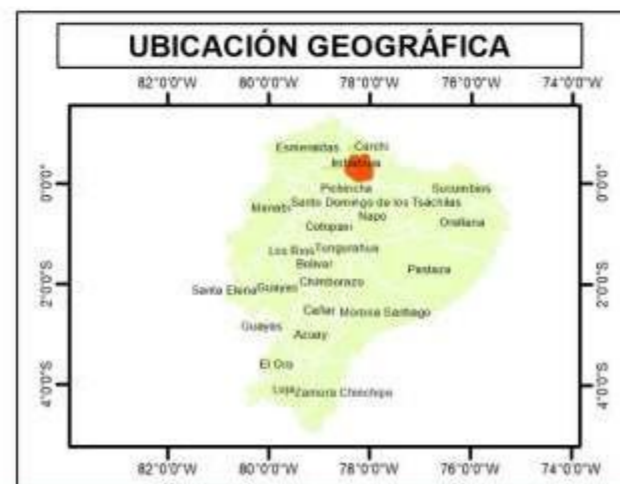 UBICACIÓN GEOGRÁFICA
82°0'0"W 80°0'0"W 78°0'0"W 76°0'0"W 74°0'0"W
Esmeraldas Carchi
Imbabura
0°0'0"
Pichincha Sucumbios
Santo Domingo de los Tsáchilas
Manabi Napo
Orellana
Cotopaxi
Los Rios Tungurahua
Bolivar
Pastaza
2°0'0"S
Santa Elena Guayas Chimborazo
Cañar Morona Santiago
Guayas
Azuay
El Oro
4°0'0"S
Loja Zamora Chinchipe
82°0'0"W 80°0'0"W 78°0'0"W 76°0'0"W 74°0'0"W
0°0'0"
2°0'0"S
4°0'0"S